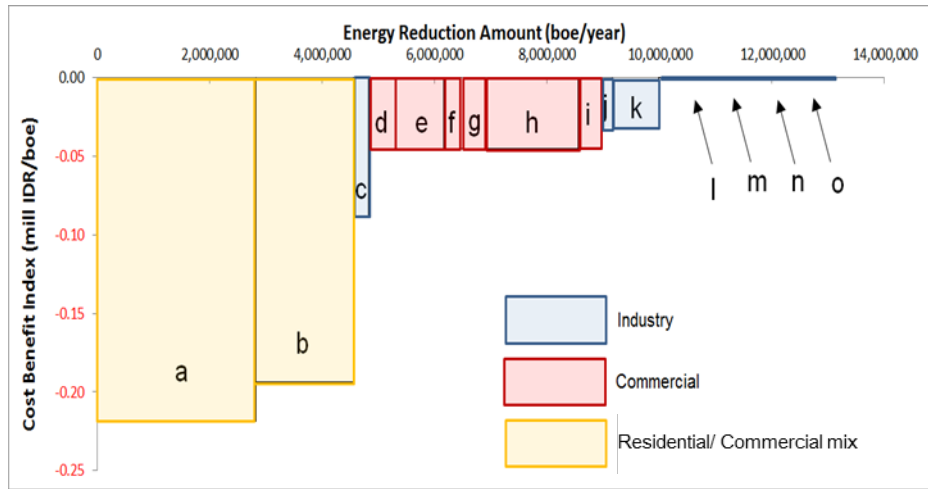 Energy Reduction Amount (boe/year)
0 2,000,000 4,000,000 6,000,000 8,000,000 10,000,000 12,000,000 14,000,000
0.00
-0.05
-0.10
-0.15
-0.20
-0.25
Cost Benefit Index (mill IDR/boe)
a
b
c
d e f g h i j k
l m n o
Industry
Commercial
Residential/ Commercial mix